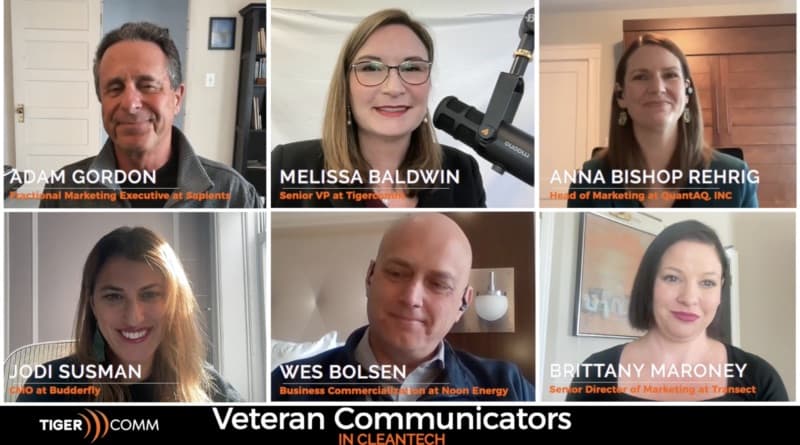 ADAM GORDON
Fractional Marketing Executive at Sapients
MELISSA BALDWIN
Senior VP at Tigercomm
mono
ANNA BISHOP REHRIG
Head of Marketing at QuantAQ, INC
JODI SUSMAN
CMO at Budderfly
WES BOLSEN
Business Commercialization at Noon Energy
BRITTANY MARONEY
Senior Director of Marketing at Transect
TIGER COMM
Veteran Communicators
IN CLEANTECH